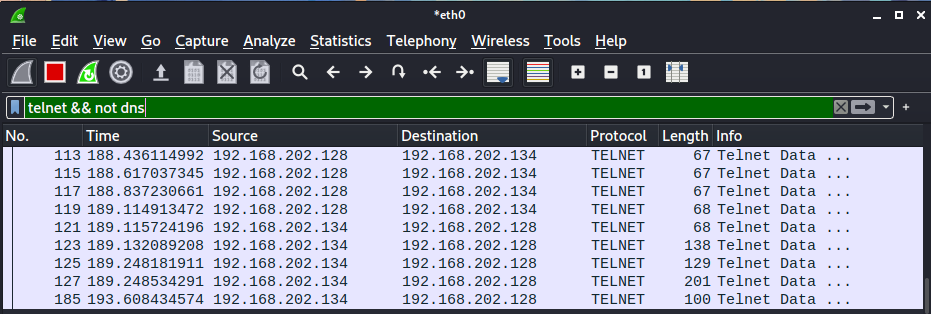 *eth0
File Edit View Go Capture Analyze Statistics Telephony Wireless Tools Help
telnet && not dns
No. Time Source Destination Protocol Length Info
113 188.436114992 192.168.202.128 192.168.202.134 TELNET 67 Telnet Data ...
115 188.617037345 192.168.202.128 192.168.202.134 TELNET 67 Telnet Data ...
117 188.837230661 192.168.202.128 192.168.202.134 TELNET 67 Telnet Data ...
119 189.114913472 192.168.202.128 192.168.202.134 TELNET 68 Telnet Data ...
121 189.115724196 192.168.202.134 192.168.202.128 TELNET 68 Telnet Data ...
123 189.132089208 192.168.202.134 192.168.202.128 TELNET 138 Telnet Data ...
125 189.248181911 192.168.202.134 192.168.202.128 TELNET 129 Telnet Data ...
127 189.248534291 192.168.202.134 192.168.202.128 TELNET 201 Telnet Data ...
185 193.608434574 192.168.202.134 192.168.202.128 TELNET 100 Telnet Data ...